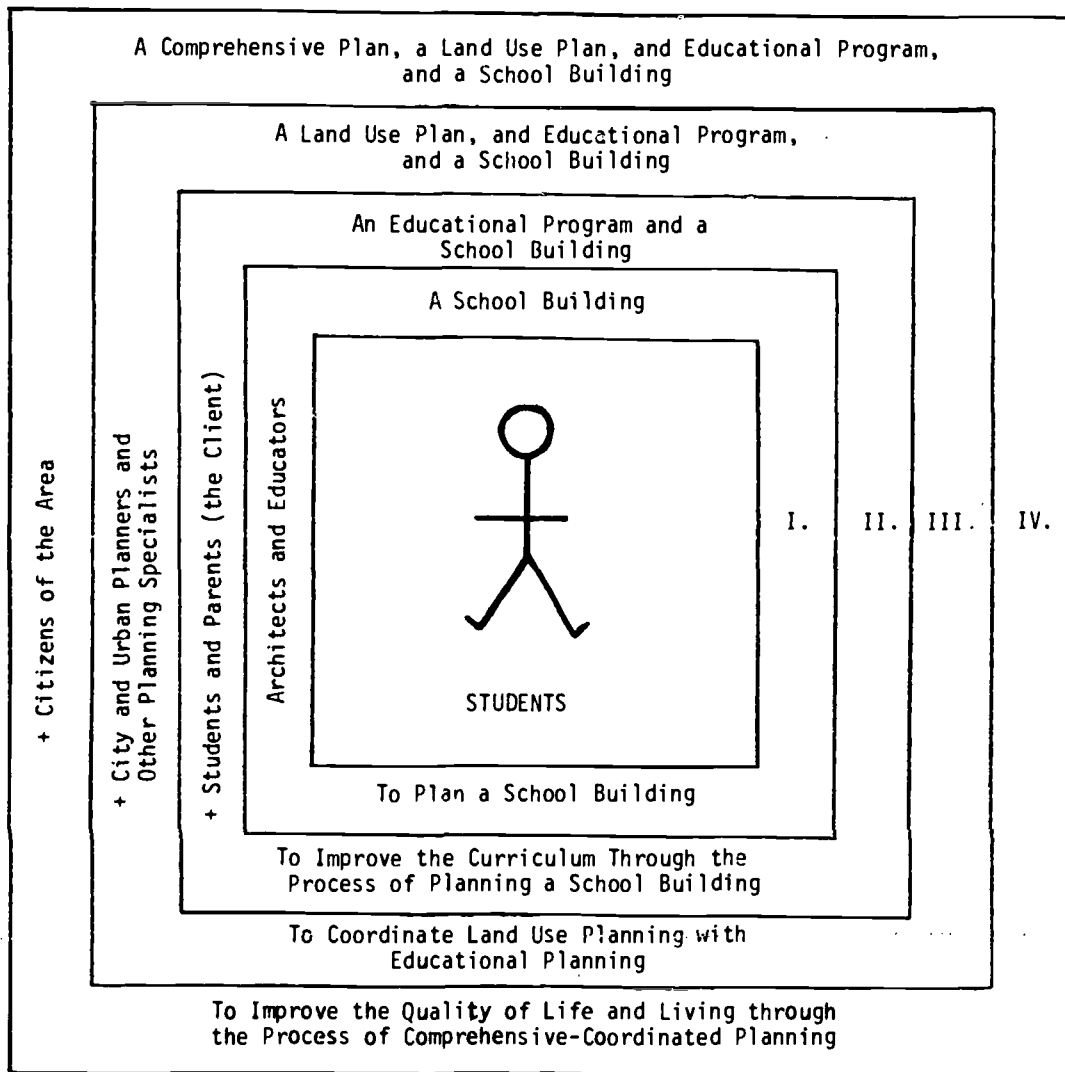 A Comprehensive Plan, a Land Use Plan, and Educational Program,
and a School Building
A Land Use Plan, and Educational Program,
and a School Building
An Educational Program and a
School Building
A School Building
+ Citizens of the Area
+ City and Urban Planners and
Other Planning Specialists
+ Students and Parents (the Client)
Architects and Educators
I.
II.
III.
IV.
STUDENTS
To Plan a School Building
To Improve the Curriculum Through the
Process of Planning a School Building
To Coordinate Land Use Planning with
Educational Planning
To Improve the Quality of Life and Living through
the Process of Comprehensive-Coordinated Planning